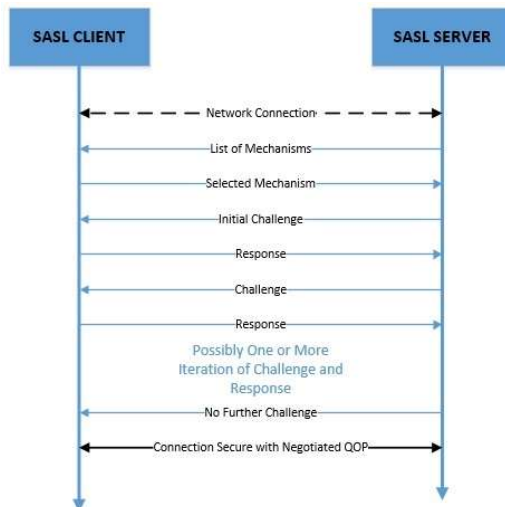 SASL CLIENT
SASL SERVER
Network Connection
List of Mechanisms
Selected Mechanism
Initial Challenge
Response
Challenge
Response
Possibly One or More
Iteration of Challenge and
Response
No Further Challenge
Connection Secure with Negotiated QOP